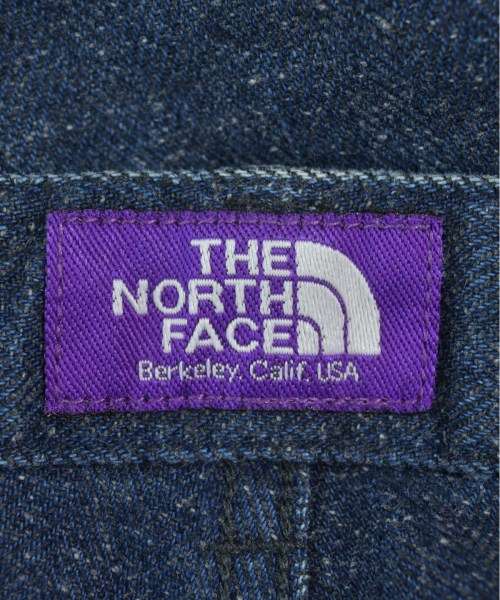 THE
NORTH
FACE
Berkeley, Calif, USA